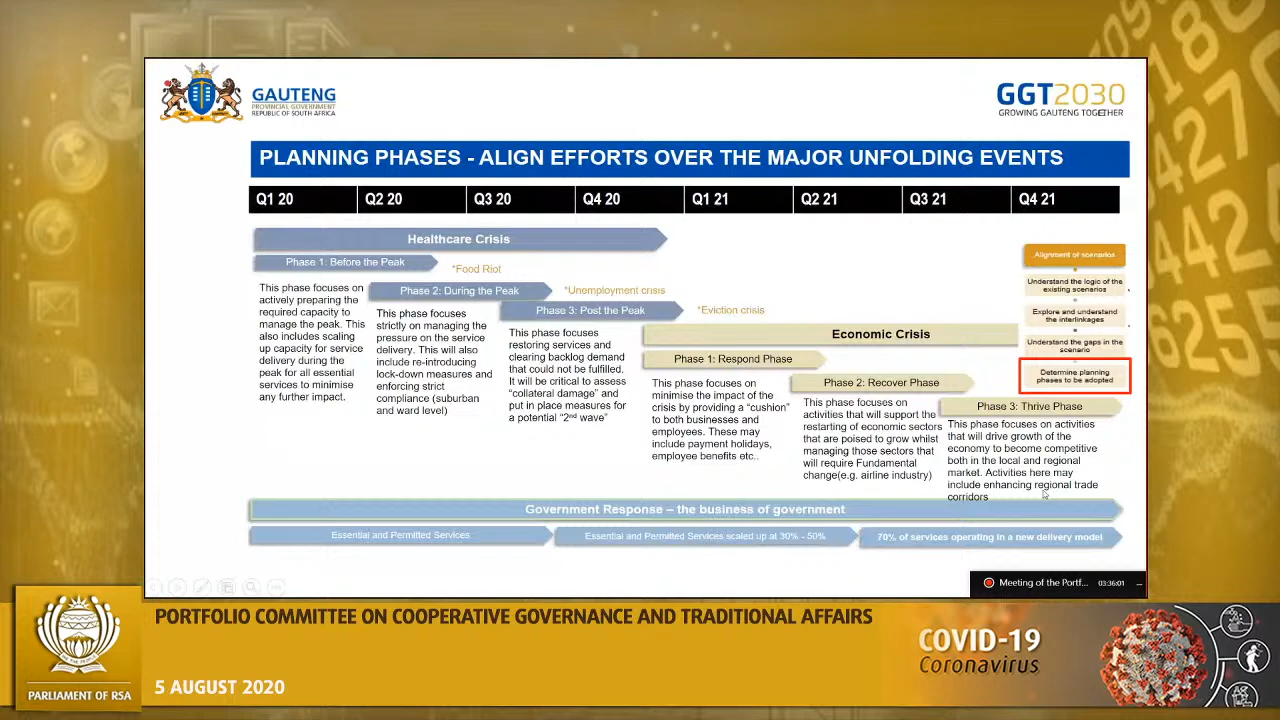 GAUTENG
PROVINCIAL GOVERNMENT
REPUBLIC OF SOUTH AFRICA
GGT2030
GROWING GAUTENG TOGETHER
PLANNING PHASES - ALIGN EFFORTS OVER THE MAJOR UNFOLDING EVENTS
Q1 20
Q2 20
Q3 20
Q4 20
Q1 21
Q2 21
Q3 21
Q4 21
Healthcare Crisis
Phase 1: Before the Peak
*Food Riot
This phase focuses on
actively preparing the
required capacity to
manage the peak. This
also includes scaling
up capacity for service
delivery during the
peak for all essential
services to minimise
any further impact.
Phase 2: During the Peak
*Unemployment crisis
This phase focuses
strictly on managing the
pressure on the service
delivery. This will also
include re-introducing
lock-down measures and
enforcing strict
compliance (suburban
and ward level)
Phase 3: Post the Peak
*Eviction crisis
This phase focuses
restoring services and
clearing backlog demand
that could not be fulfilled.
It will be critical to assess
“collateral damage” and
put in place measures for
a potential “2nd wave”
Economic Crisis
Phase 1: Respond Phase
This phase focuses on
minimise the impact of the
crisis by providing a “cushion”
to both businesses and
employees. These may
include payment holidays,
employee benefits etc..
Phase 2: Recover Phase
This phase focuses on
activities that will support the
restarting of economic sectors
that are poised to grow whilst
managing those sectors that
will require Fundamental
change(e.g. airline industry)
Phase 3: Thrive Phase
This phase focuses on activities
that will drive growth of the
economy to become competitive
both in the local and regional
market. Activities here may
include enhancing regional trade
corridors
Alignment of scenarios
Understand the logic of the
existing scenarios
Explore and understand
the interlinkages
Understand the gaps in the
scenario
Determine planning
phases to be adopted
Government Response – the business of government
Essential and Permitted Services
Essential and Permitted Services scaled up at 30% - 50%
70% of services operating in a new delivery model
Meeting of the Portf...
03:36:01
PORTFOLIO COMMITTEE ON COOPERATIVE GOVERNANCE AND TRADITIONAL AFFAIRS
5 AUGUST 2020
PARLIAMENT OF RSA
COVID-19
Coronavirus